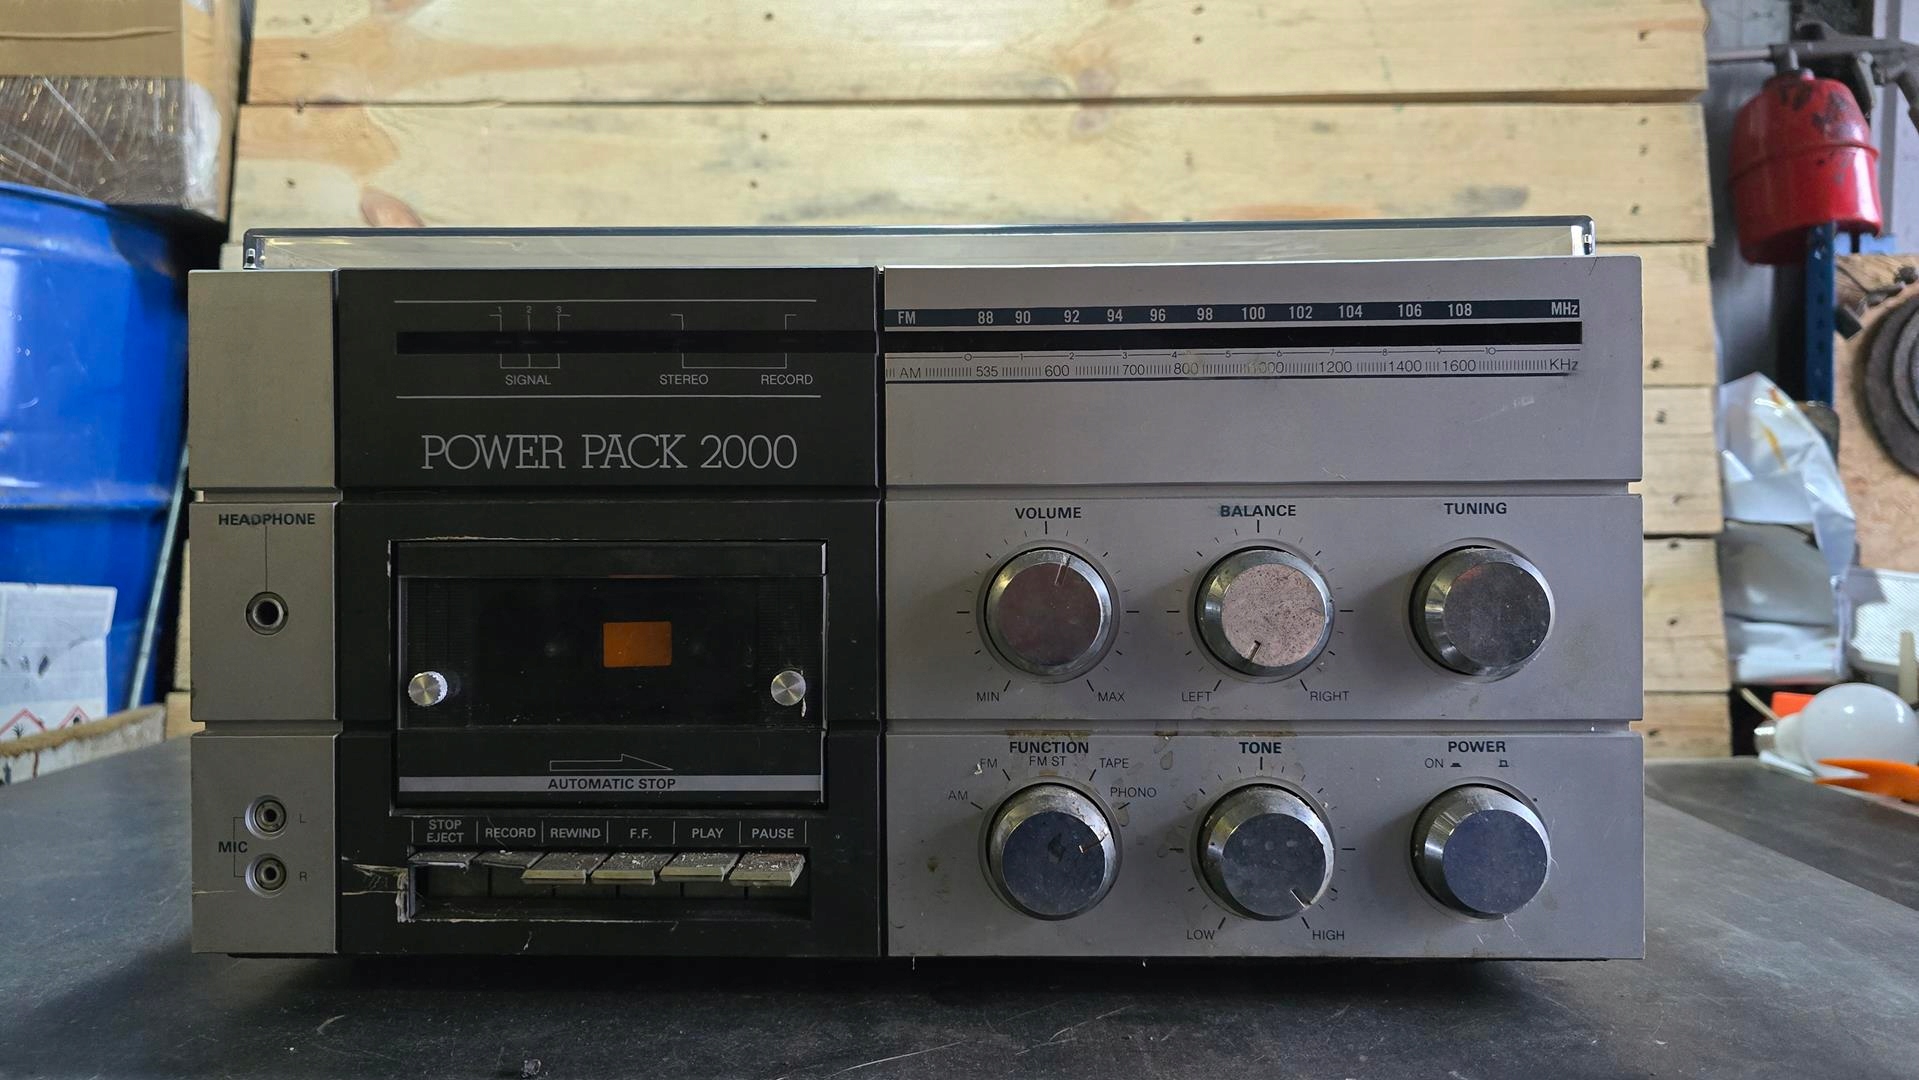 1 2 3
SIGNAL STEREO RECORD
POWER PACK 2000
FM 88 90 92 94 96 98 100 102 104 106 108 MHz
0 1 2 3 4 5 6 7 8 9 10
AM 535 600 700 800 1000 1200 1400 1600 KHz
HEADPHONE
VOLUME BALANCE TUNING
MIN MAX LEFT RIGHT
AUTOMATIC STOP
STOP EJECT RECORD REWIND F.F. PLAY PAUSE
MIC L R
FUNCTION TONE POWER
AM FM FM ST TAPE PHONO
ON
LOW HIGH